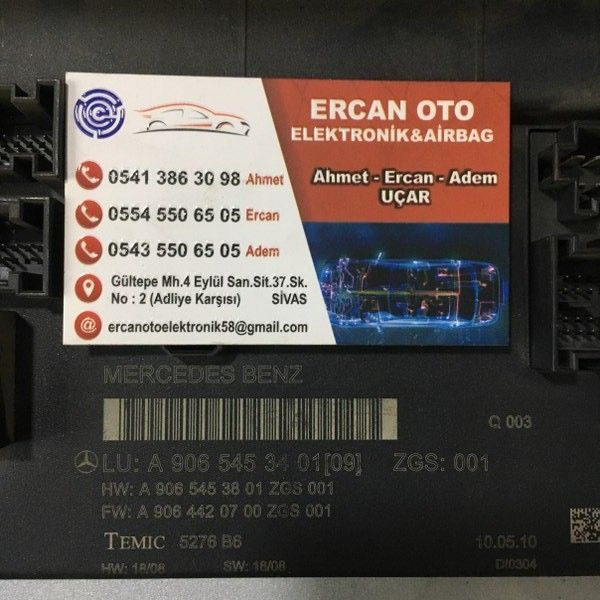 ERCAN OTO
ELEKTRONİK&AİRBAG
Ahmet - Ercan - Adem
UÇAR
0541 386 30 98 Ahmet
0554 550 65 05 Ercan
0543 550 65 05 Adem
Gültepe Mh.4 Eylül San.Sit.37.Sk.
No : 2 (Adliye Karşısı) SİVAS
ercanotoelektronik58@gmail.com
MERCEDES BENZ
Q 003
LU: A 906 545 34 01[09] ZGS: 001
HW: A 906 545 38 01 ZGS 001
FW: A 906 442 07 00 ZGS 001
TEMIC 5276 B6 10.05.10
HW: 18/08 SW: 18/08 DI0304